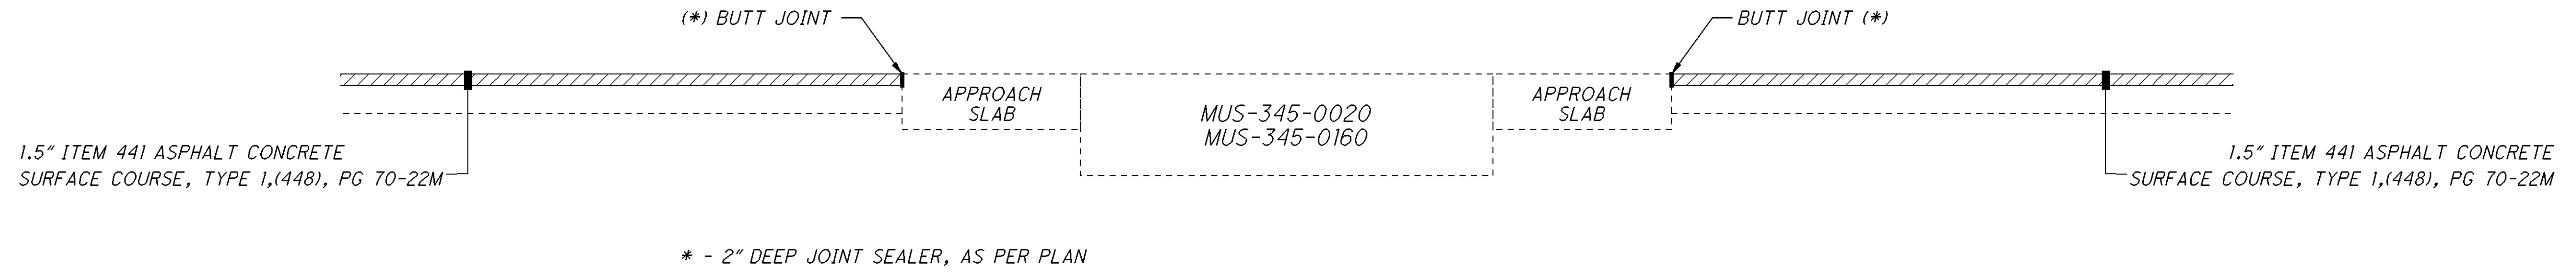 (*) BUTT JOINT
BUTT JOINT (*)
APPROACH
SLAB
MUS-345-0020
MUS-345-0160
APPROACH
SLAB
1.5" ITEM 441 ASPHALT CONCRETE
SURFACE COURSE, TYPE 1,(448), PG 70-22M
1.5" ITEM 441 ASPHALT CONCRETE
SURFACE COURSE, TYPE 1,(448), PG 70-22M
* - 2" DEEP JOINT SEALER, AS PER PLAN